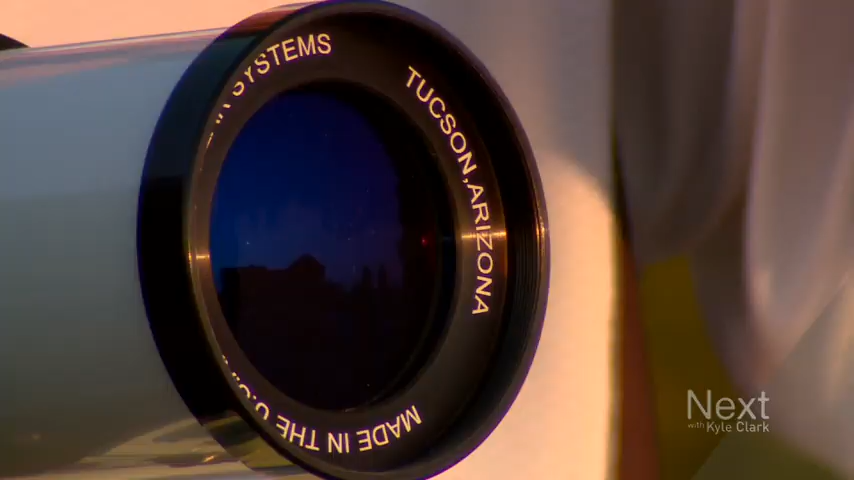 SYSTEMS
TUCSON, ARIZONA
MADE IN THE U.S.A.
Next
with Kyle Clark